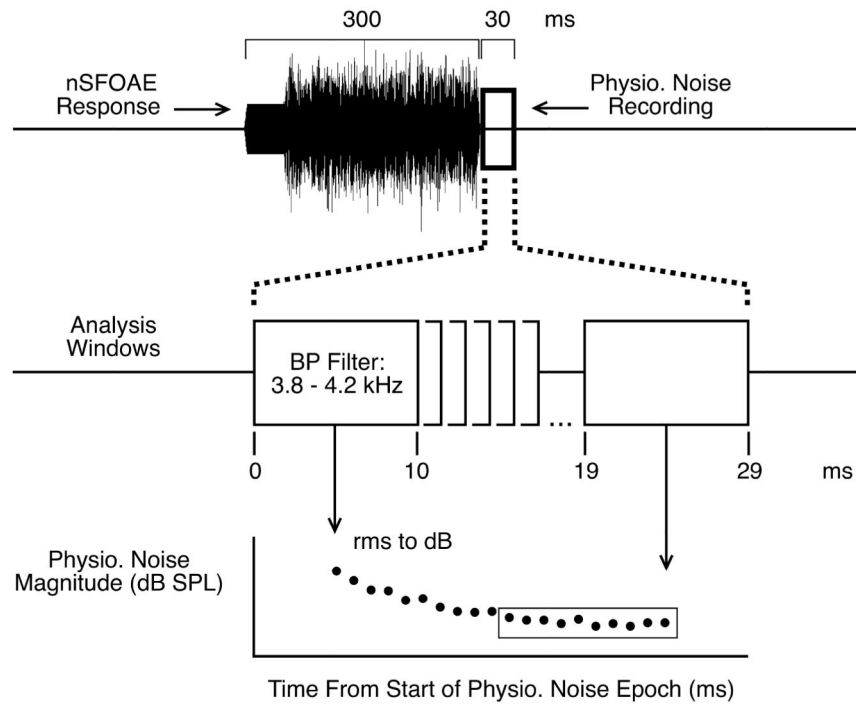 300 30 ms
nSFOAE
Response
Physio. Noise
Recording
Analysis
Windows
BP Filter:
3.8 - 4.2 kHz
...
0 10 19 29 ms
rms to dB
Physio. Noise
Magnitude (dB SPL)
Time From Start of Physio. Noise Epoch (ms)